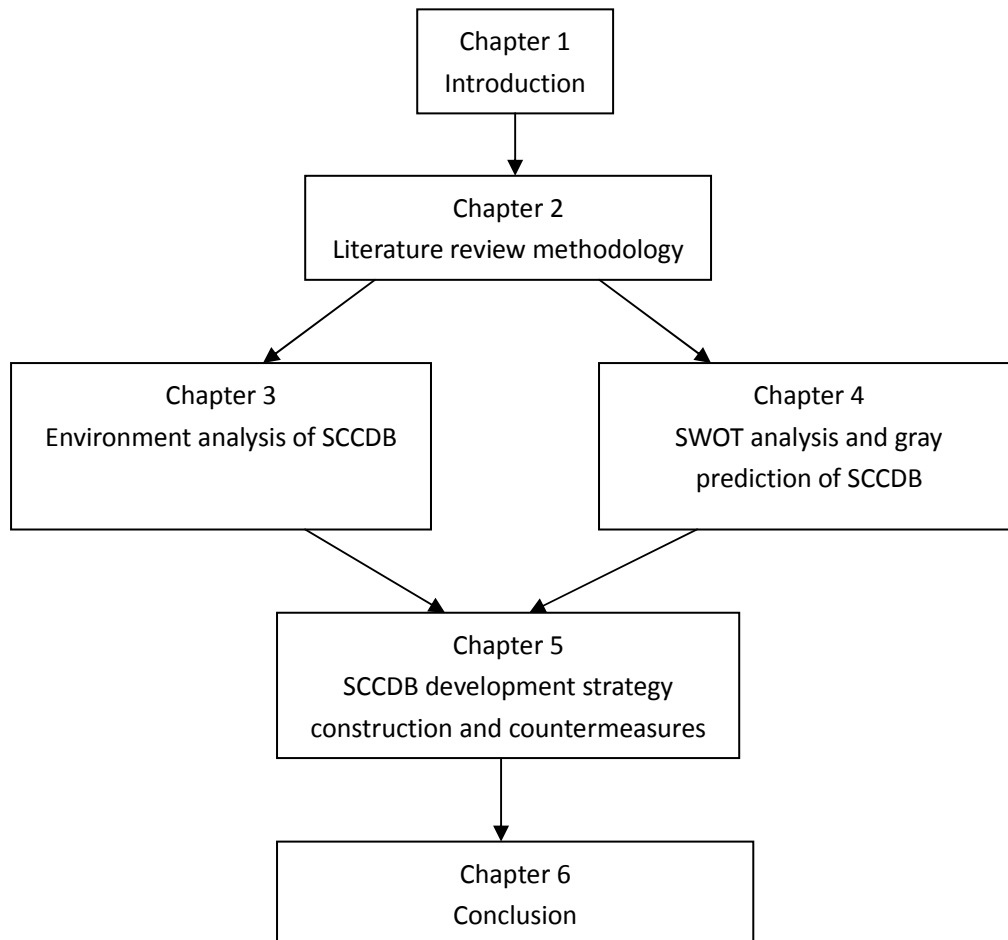 Chapter 1
Introduction
Chapter 2
Literature review methodology
Chapter 3
Environment analysis of SCCDB
Chapter 4
SWOT analysis and gray
prediction of SCCDB
Chapter 5
SCCDB development strategy
construction and countermeasures
Chapter 6
Conclusion